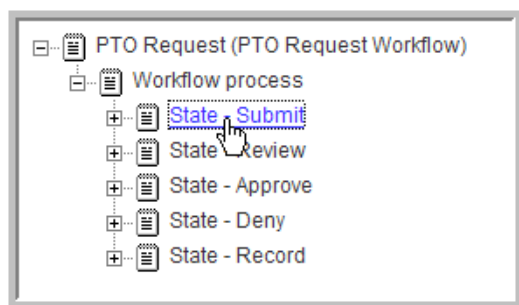 PTO Request (PTO Request Workflow)
Workflow process
State - Submit
State - Review
State - Approve
State - Deny
State - Record